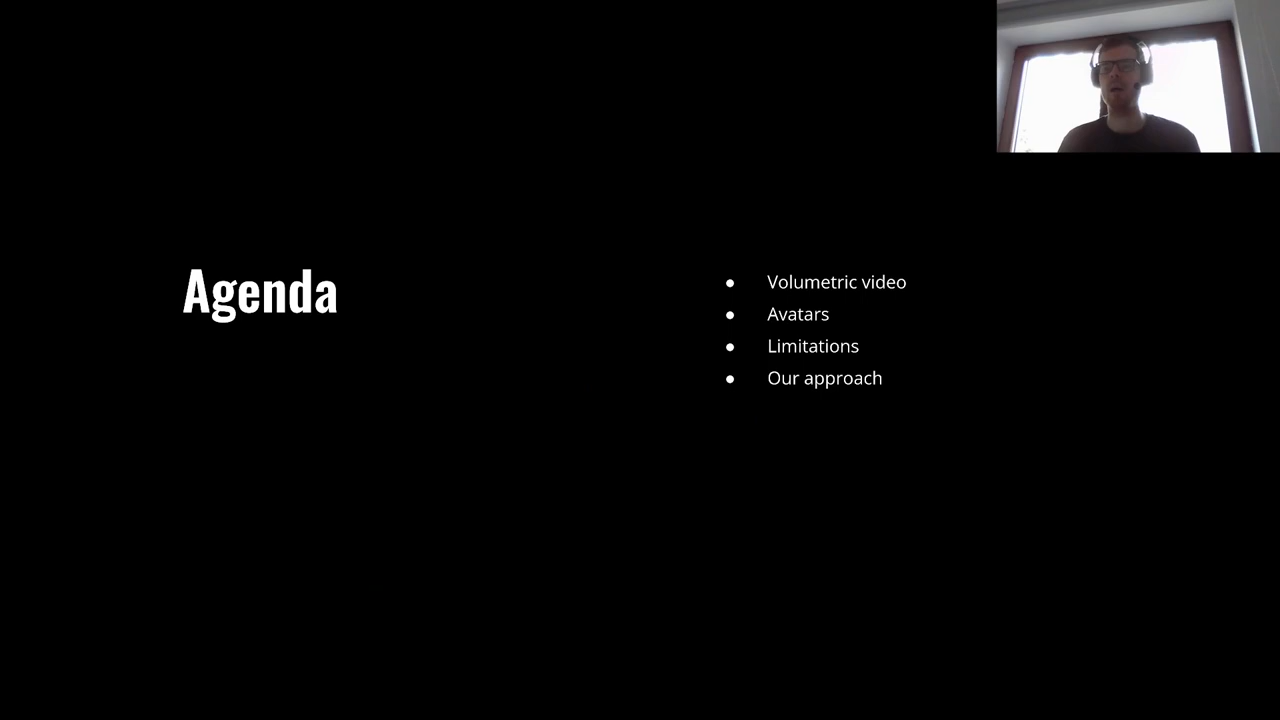 Agenda
● Volumetric video
● Avatars
● Limitations
● Our approach